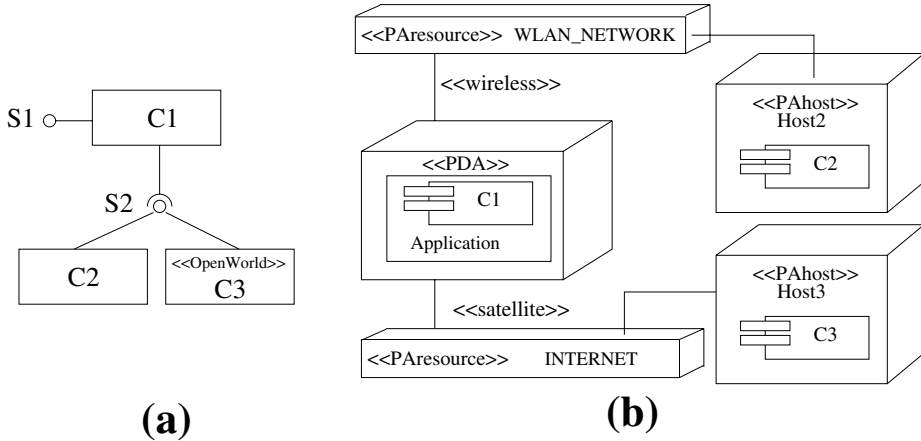 S1
C1
S2
C2
<<OpenWorld>>
C3
(a)
<<PAresource>> WLAN_NETWORK
<<wireless>>
<<PAhost>>
Host2
C2
<<PDA>>
C1
Application
<<PAhost>>
Host3
C3
<<satellite>>
<<PAresource>> INTERNET
(b)